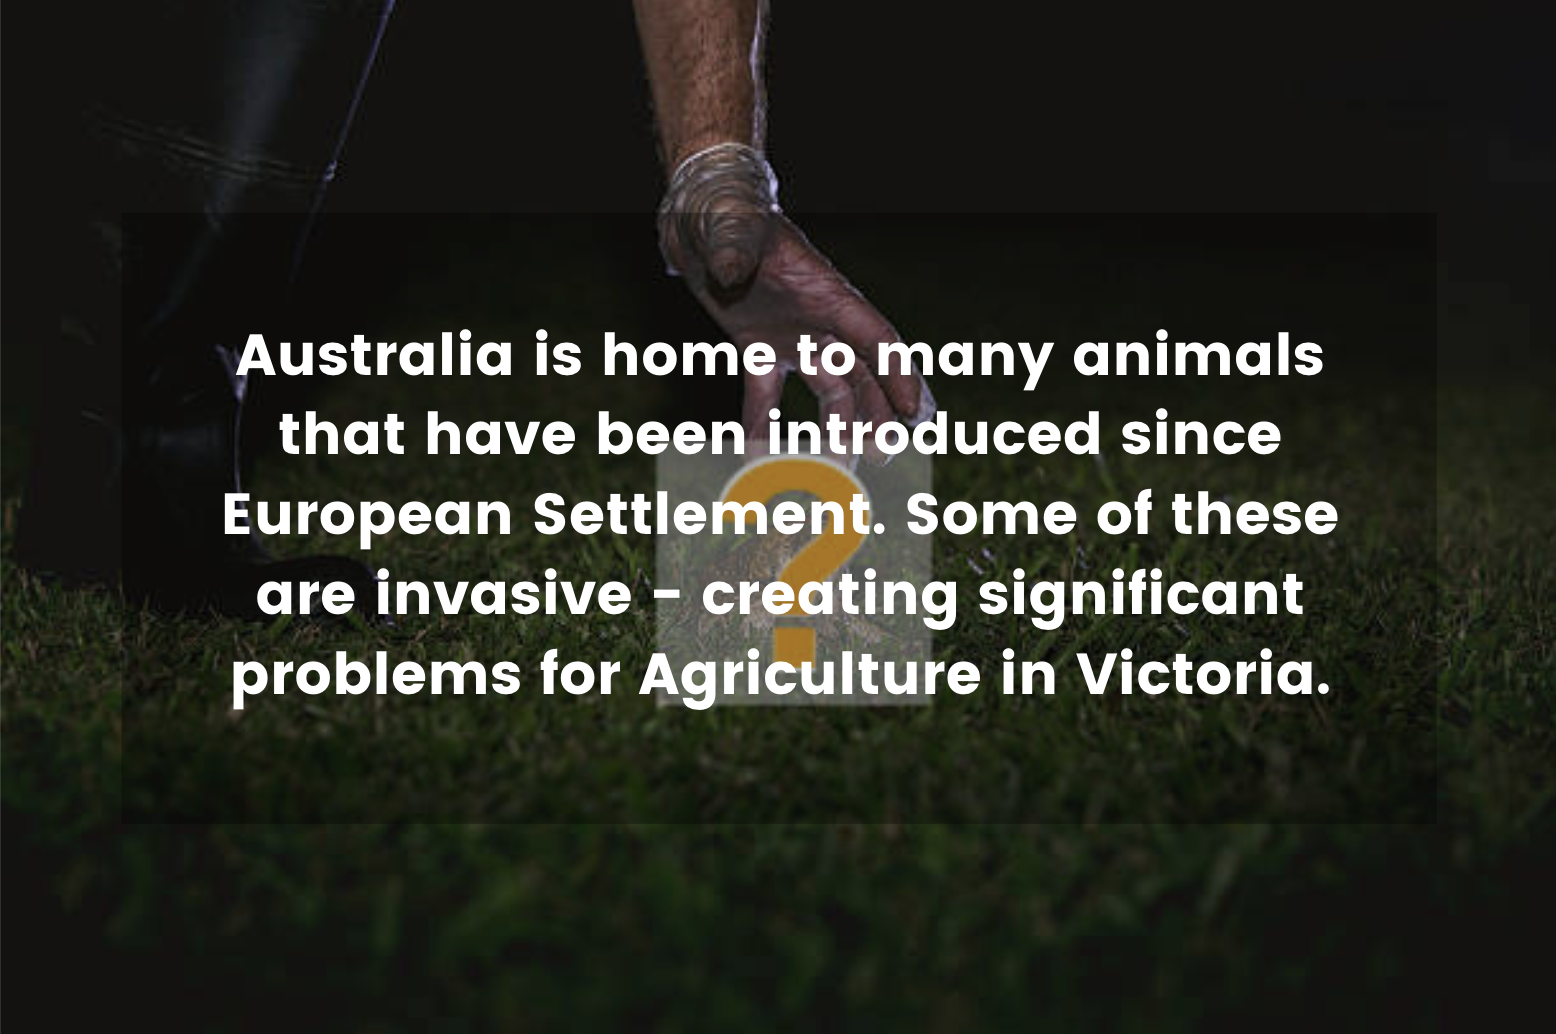 Australia is home to many animals
that have been introduced since
European Settlement. Some of these
are invasive - creating significant
problems for Agriculture in Victoria.
?